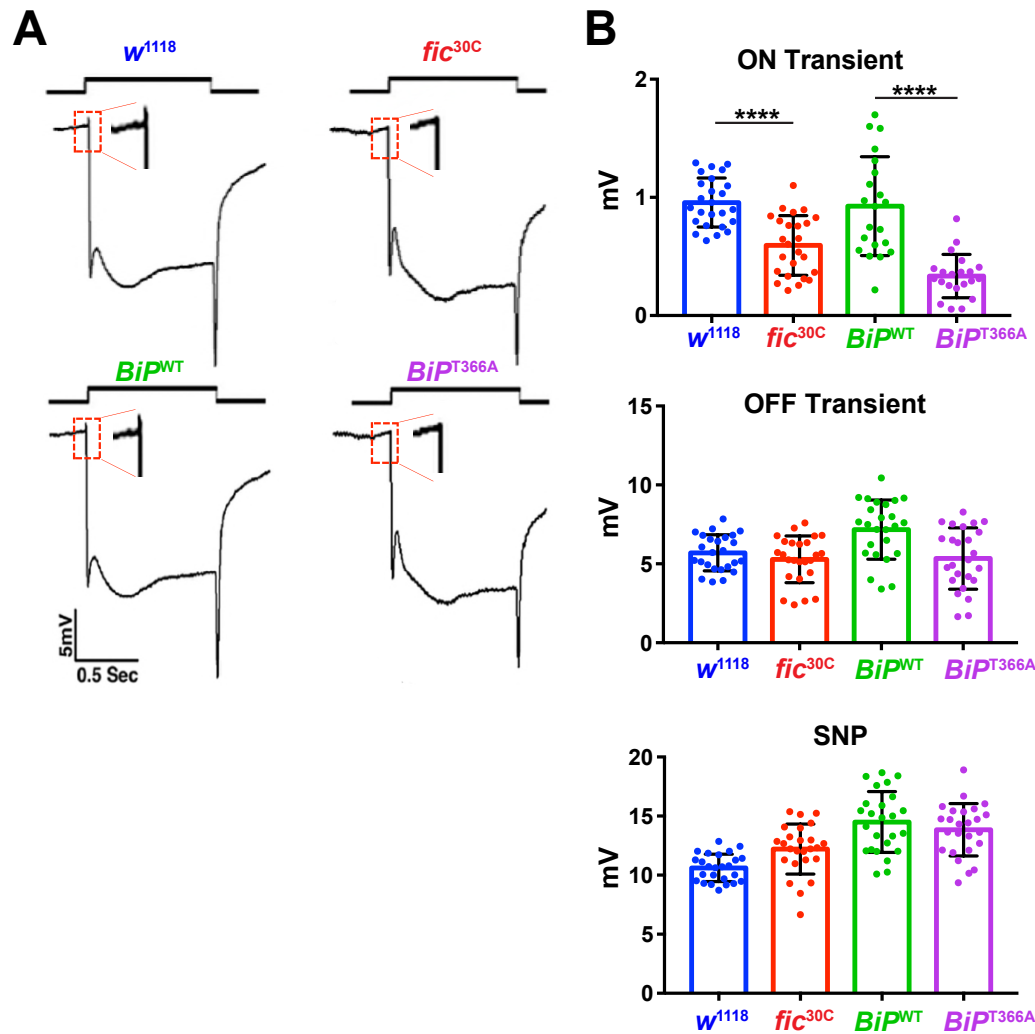 A
w1118
fic30C
BiPWT
BiPT366A
5mV
0.5 Sec
B
ON Transient
****
****
2
1
0
mV
w1118
fic30C
BiPWT
BiPT366A
OFF Transient
15
10
5
0
mV
w1118
fic30C
BiPWT
BiPT366A
SNP
20
15
10
5
0
mV
w1118
fic30C
BiPWT
BiPT366A